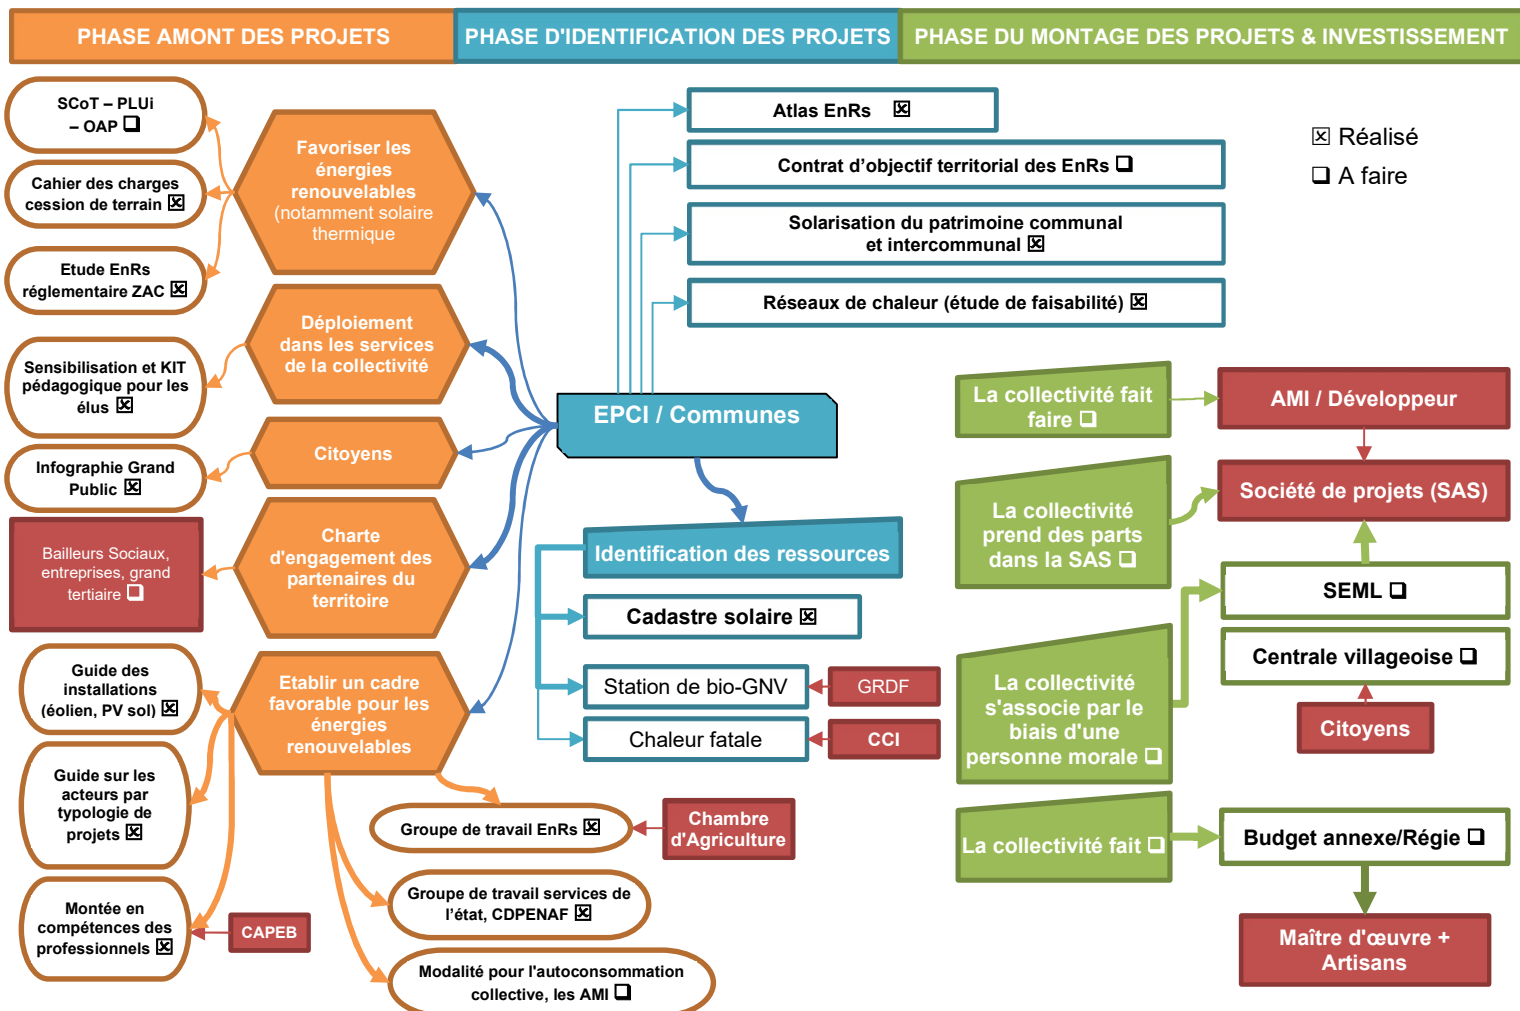 PHASE AMONT DES PROJETS
PHASE D'IDENTIFICATION DES PROJETS
PHASE DU MONTAGE DES PROJETS & INVESTISSEMENT
SCoT – PLUi
– OAP ❑
Cahier des charges
cession de terrain ☒
Etude EnRs
réglementaire ZAC ☒
Sensibilisation et KIT
pédagogique pour les
élus ☒
Infographie Grand
Public ☒
Bailleurs Sociaux,
entreprises, grand
tertiaire ❑
Guide des
installations
(éolien, PV sol) ☒
Guide sur les
acteurs par
typologie de
projets ☒
Montée en
compétences des
professionnels ☒
CAPEB
Favoriser les
énergies
renouvelables
(notamment solaire
thermique
Déploiement
dans les services
de la collectivité
Citoyens
Charte
d'engagement des
partenaires du
territoire
Etablir un cadre
favorable pour les
énergies
renouvelables
Groupe de travail EnRs ☒
Chambre
d'Agriculture
Groupe de travail services de
l'état, CDPENAF ☒
Modalité pour l'autoconsommation
collective, les AMI ❑
Atlas EnRs ☒
Contrat d’objectif territorial des EnRs ❑
Solarisation du patrimoine communal
et intercommunal ☒
Réseaux de chaleur (étude de faisabilité) ☒
EPCI / Communes
Identification des ressources
Cadastre solaire ☒
Station de bio-GNV
GRDF
Chaleur fatale
CCI
☒ Réalisé
❑ A faire
La collectivité fait
faire ❑
AMI / Développeur
La collectivité
prend des parts
dans la SAS ❑
Société de projets (SAS)
La collectivité
s'associe par le
biais d'une
personne morale ❑
SEML ❑
Centrale villageoise ❑
Citoyens
La collectivité fait ❑
Budget annexe/Régie ❑
Maître d'œuvre +
Artisans